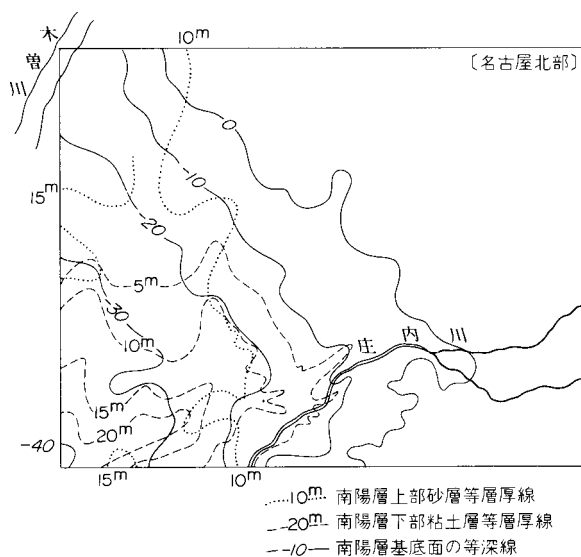 木曽川
10m
〔名古屋北部〕
0
-10
15m
-20
5m
-30
庄内川
10m
15m
20m
-40
15m
10m
10m 南陽層上部砂層等層厚線
20m 南陽層下部粘土層等層厚線
-10 南陽層基底面の等深線